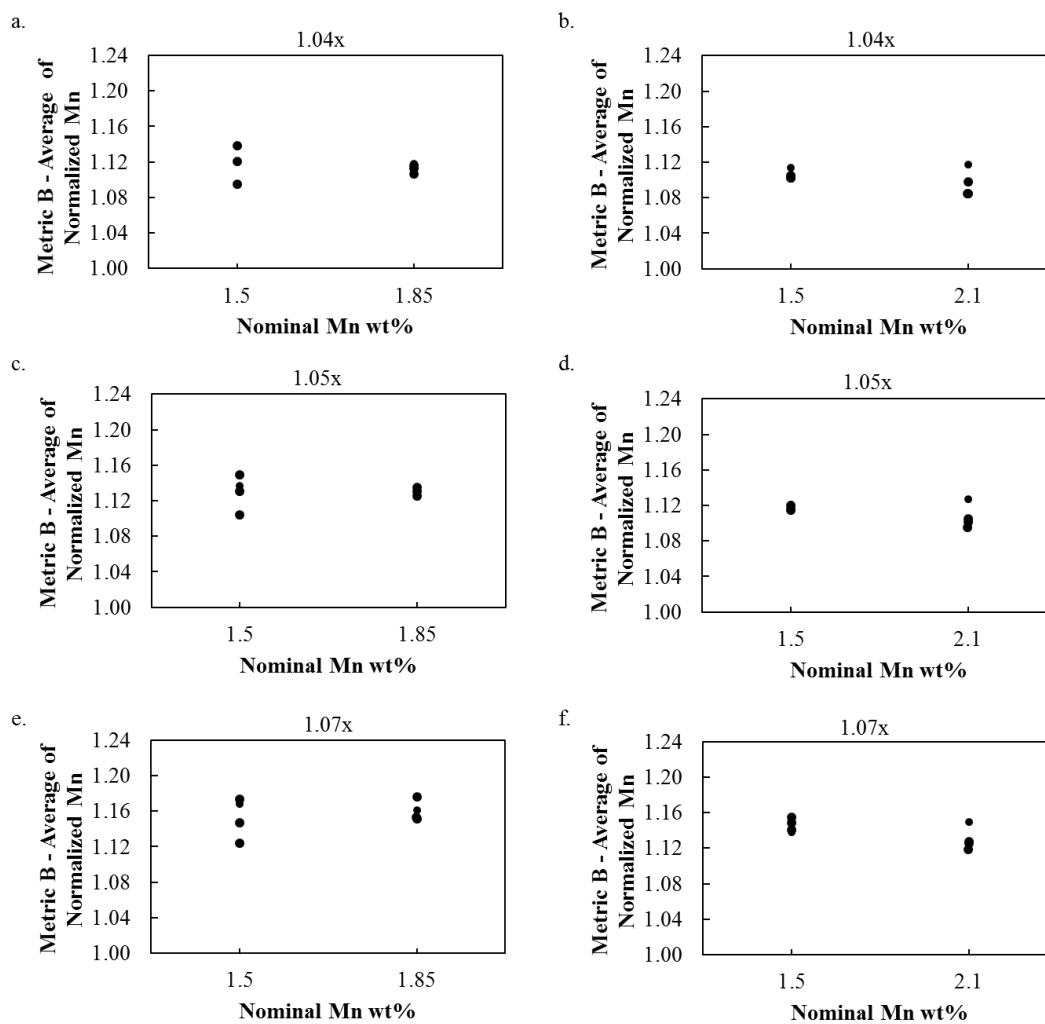 a.
1.04x
Metric B - Average of
Normalized Mn
1.24
1.20
1.16
1.12
1.08
1.04
1.00
1.5
1.85
Nominal Mn wt%
b.
1.04x
Metric B - Average of
Normalized Mn
1.24
1.20
1.16
1.12
1.08
1.04
1.00
1.5
2.1
Nominal Mn wt%
c.
1.05x
Metric B - Average of
Normalized Mn
1.24
1.20
1.16
1.12
1.08
1.04
1.00
1.5
1.85
Nominal Mn wt%
d.
1.05x
Metric B - Average of
Normalized Mn
1.24
1.20
1.16
1.12
1.08
1.04
1.00
1.5
2.1
Nominal Mn wt%
e.
1.07x
Metric B - Average of
Normalized Mn
1.24
1.20
1.16
1.12
1.08
1.04
1.00
1.5
1.85
Nominal Mn wt%
f.
1.07x
Metric B - Average of
Normalized Mn
1.24
1.20
1.16
1.12
1.08
1.04
1.00
1.5
2.1
Nominal Mn wt%